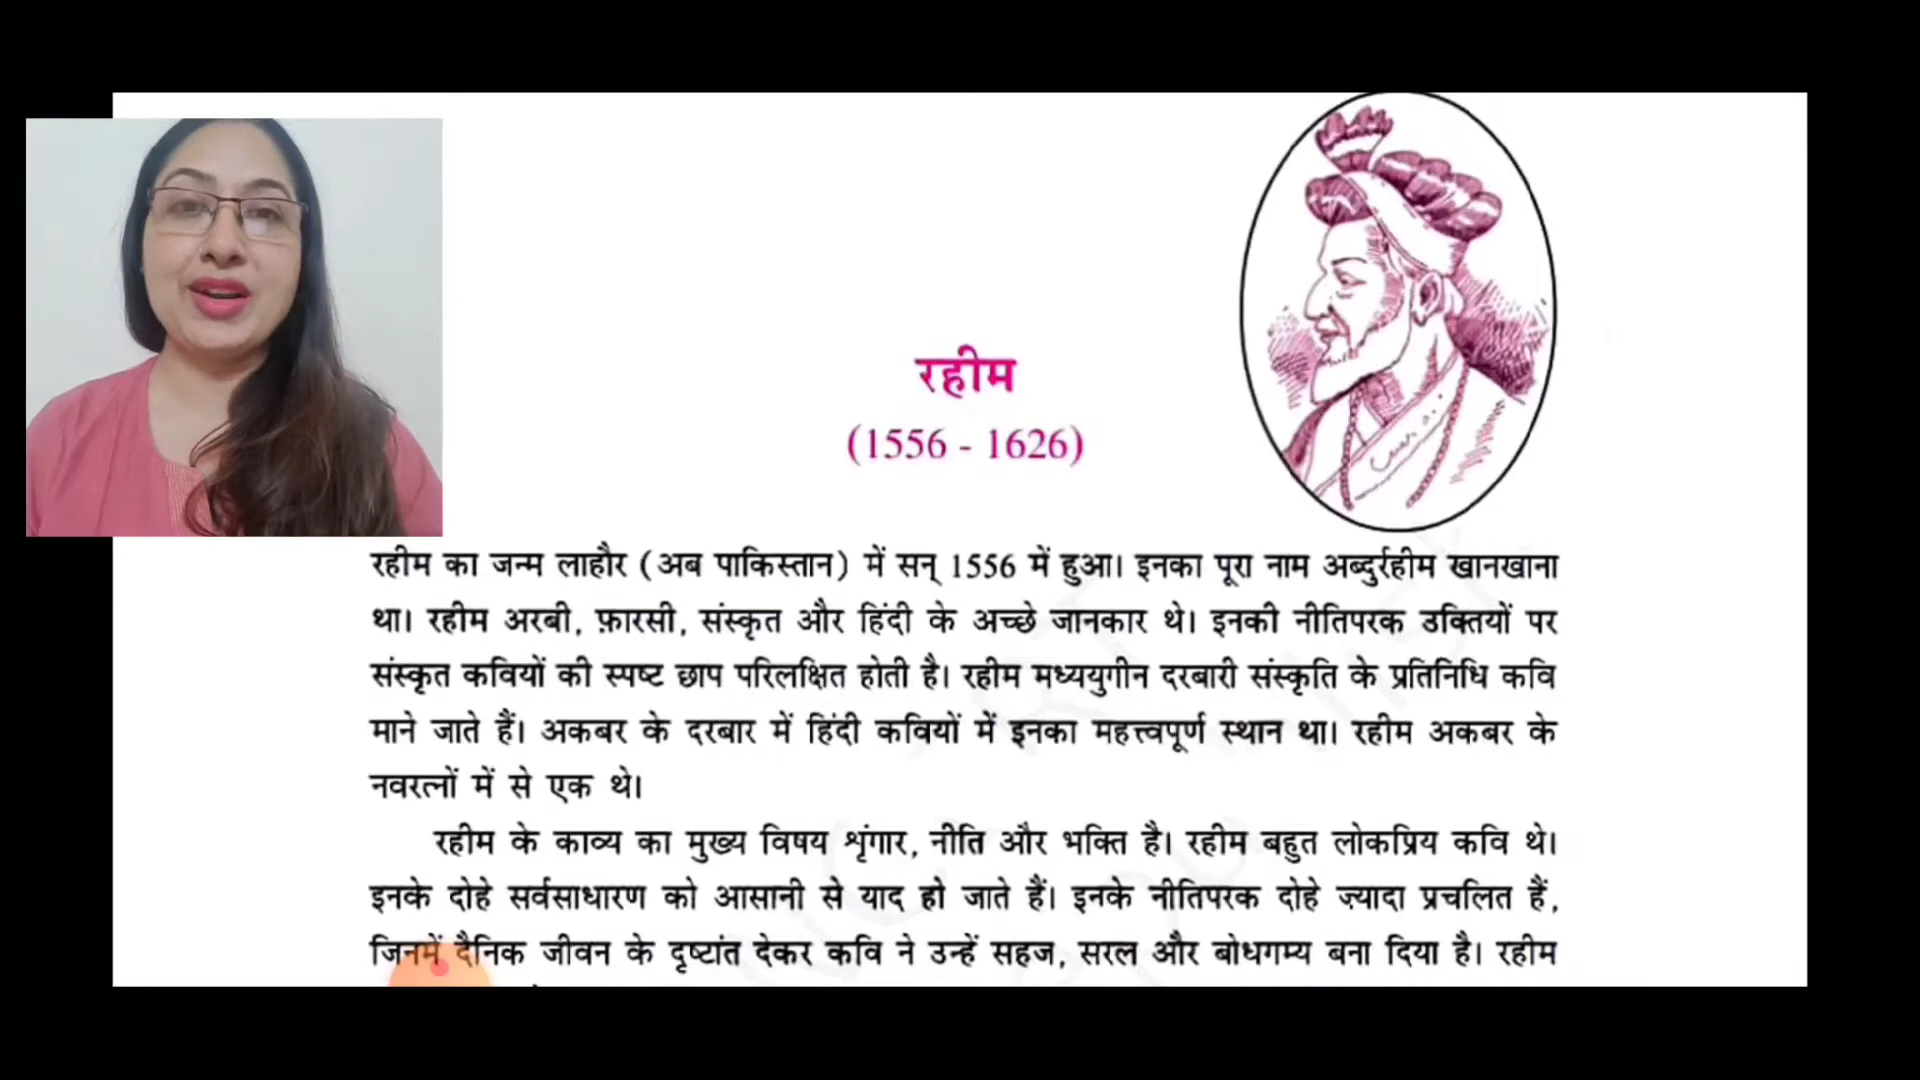 रहीम
(1556 - 1626)
रहीम का जन्म लाहौर (अब पाकिस्तान) में सन् 1556 में हुआ। इनका पूरा नाम अब्दुर्रहीम खानखाना
था। रहीम अरबी, फ़ारसी, संस्कृत और हिंदी के अच्छे जानकार थे। इनकी नीतिपरक उक्तियों पर
संस्कृत कवियों की स्पष्ट छाप परिलक्षित होती है। रहीम मध्ययुगीन दरबारी संस्कृति के प्रतिनिधि कवि
माने जाते हैं। अकबर के दरबार में हिंदी कवियों में इनका महत्त्वपूर्ण स्थान था। रहीम अकबर के
नवरत्नों में से एक थे।
रहीम के काव्य का मुख्य विषय शृंगार, नीति और भक्ति है। रहीम बहुत लोकप्रिय कवि थे।
इनके दोहे सर्वसाधारण को आसानी से याद हो जाते हैं। इनके नीतिपरक दोहे ज़्यादा प्रचलित हैं,
जिनमें दैनिक जीवन के दृष्टांत देकर कवि ने उन्हें सहज, सरल और बोधगम्य बना दिया है। रहीम